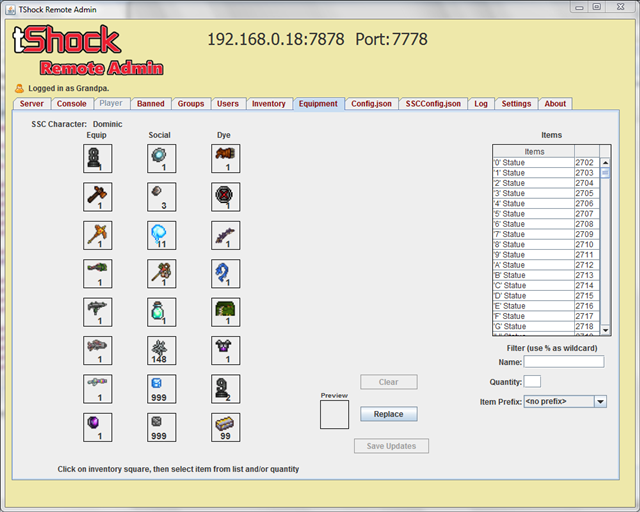 TShock Remote Admin
tShock
Remote Admin
192.168.0.18:7878 Port:7778
Logged in as Grandpa.
Server Console Player Banned Groups Users Inventory Equipment Config.json SSCConfig.json Log Settings About
SSC Character: Dominic
Equip Social Dye
Items
Items
1 1 1
'0' Statue 2702
'1' Statue 2703
'2' Statue 2704
1 3 1
'3' Statue 2705
'4' Statue 2706
'5' Statue 2707
'6' Statue 2708
1 11 1
'7' Statue 2709
'8' Statue 2710
'9' Statue 2711
'A' Statue 2712
1 1 1
'B' Statue 2713
'C' Statue 2714
'D' Statue 2715
'E' Statue 2716
1 1 1
'F' Statue 2717
'G' Statue 2718
1 148 1
Filter (use % as wildcard)
Name:
1 999 2
Clear
Quantity:
Preview
Item Prefix: <no prefix>
Replace
1 999 99
Save Updates
Click on inventory square, then select item from list and/or quantity